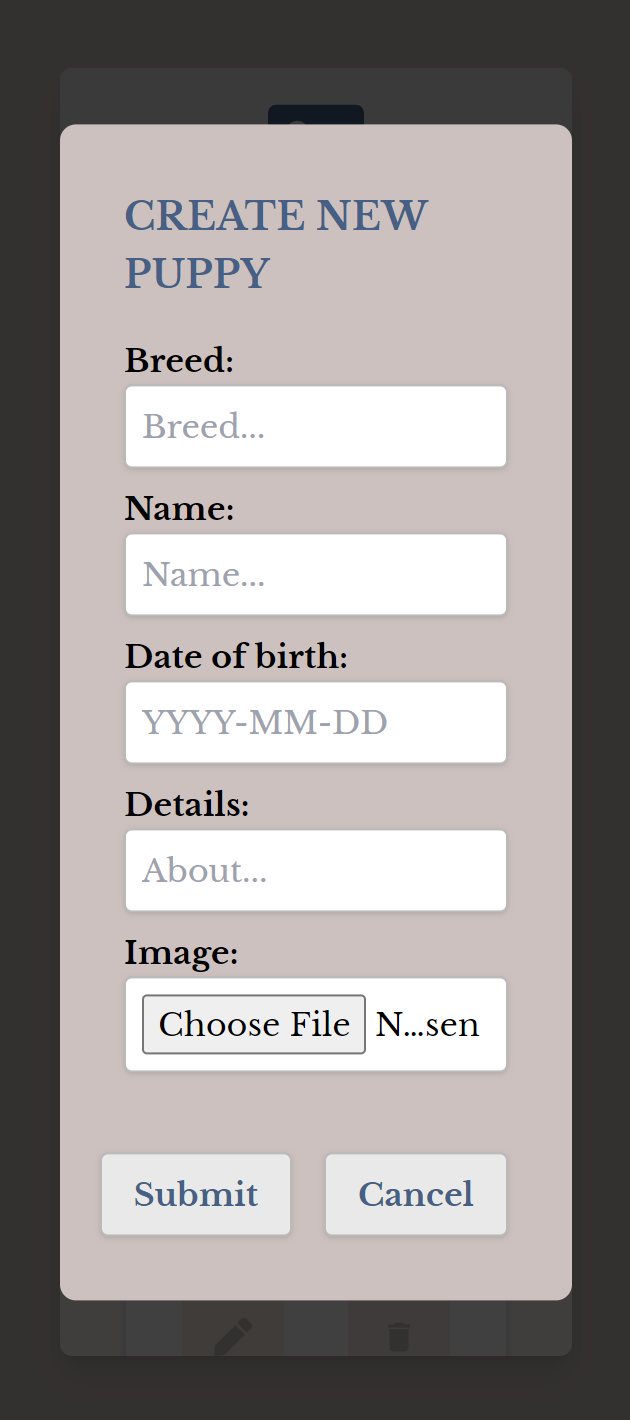 CREATE NEW
PUPPY
Breed:
Breed...
Name:
Name...
Date of birth:
YYYY-MM-DD
Details:
About...
Image:
Choose File N...sen
Submit Cancel